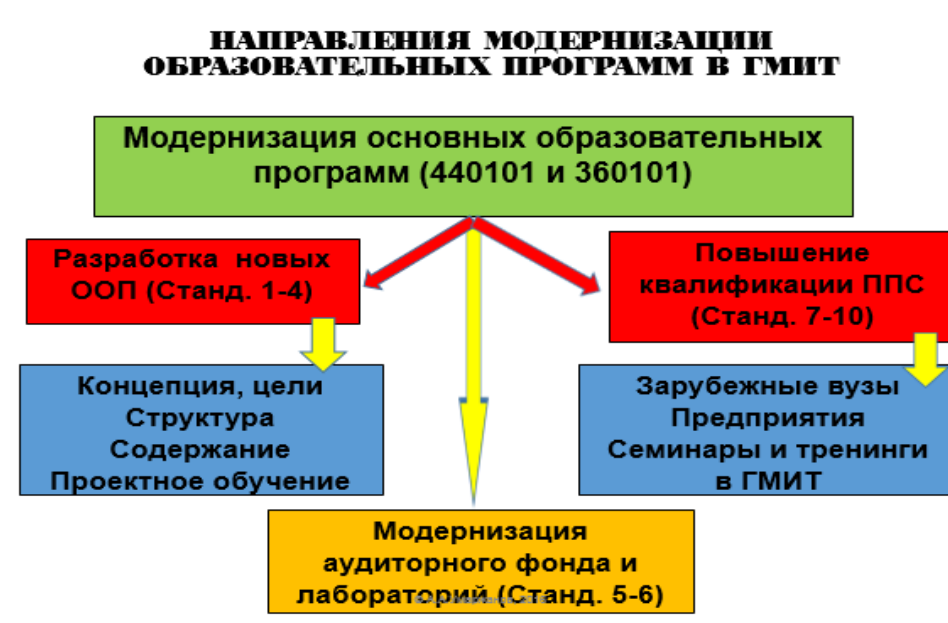 НАПРАВЛЕНИЯ МОДЕРНИЗАЦИИ
ОБРАЗОВАТЕЛЬНЫХ ПРОГРАММ В ГМИТ
Модернизация основных образовательных
программ (440101 и 360101)
Разработка новых
ООП (Станд. 1-4)
Повышение
квалификации ППС
(Станд. 7-10)
Концепция, цели
Структура
Содержание
Проектное обучение
Зарубежные вузы
Предприятия
Семинары и тренинги
в ГМИТ
Модернизация
аудиторного фонда и
лабораторий (Станд. 5-6)